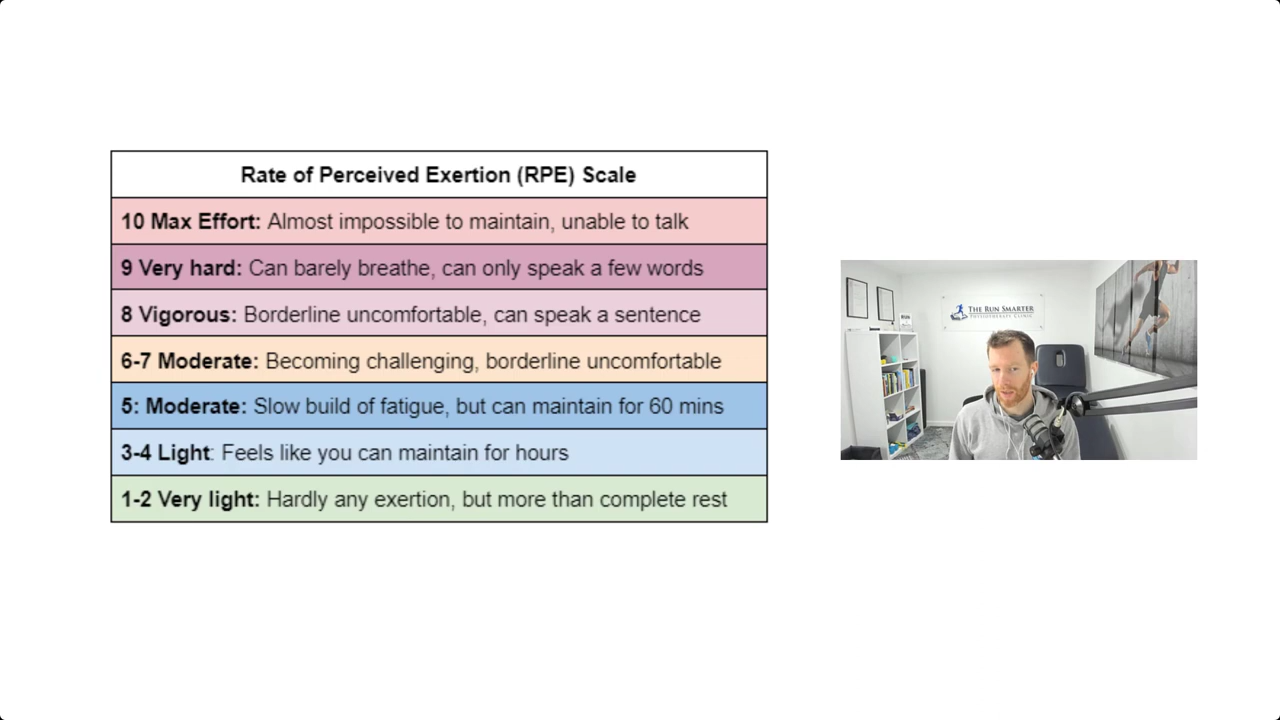 Rate of Perceived Exertion (RPE) Scale
10 Max Effort: Almost impossible to maintain, unable to talk
9 Very hard: Can barely breathe, can only speak a few words
8 Vigorous: Borderline uncomfortable, can speak a sentence
6-7 Moderate: Becoming challenging, borderline uncomfortable
5: Moderate: Slow build of fatigue, but can maintain for 60 mins
3-4 Light: Feels like you can maintain for hours
1-2 Very light: Hardly any exertion, but more than complete rest
THE RUN SMARTER
PHYSIOTHERAPY CLINIC